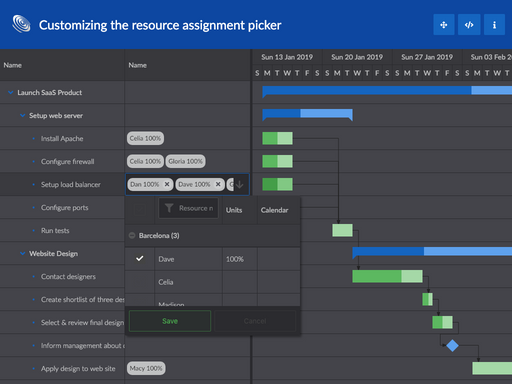 Customizing the resource assignment picker
Name Name
Sun 13 Jan 2019 Sun 20 Jan 2019 Sun 27 Jan 2019 Sun 03 Feb 2
S M T W T F S S M T W T F S S M T W T F S S M T W T F
Launch SaaS Product
Setup web server
Install Apache Celia 100%
Configure firewall Celia 100% Gloria 100%
Setup load balancer Dan 100% × Dave 100% ×
Configure ports
Resource n Units Calendar
Run tests
Barcelona (3)
Website Design
Dave 100%
Contact designers
Celia
Create shortlist of three des
Madison
Select & review final design
Save Cancel
Inform management about
Apply design to web site Macy 100%